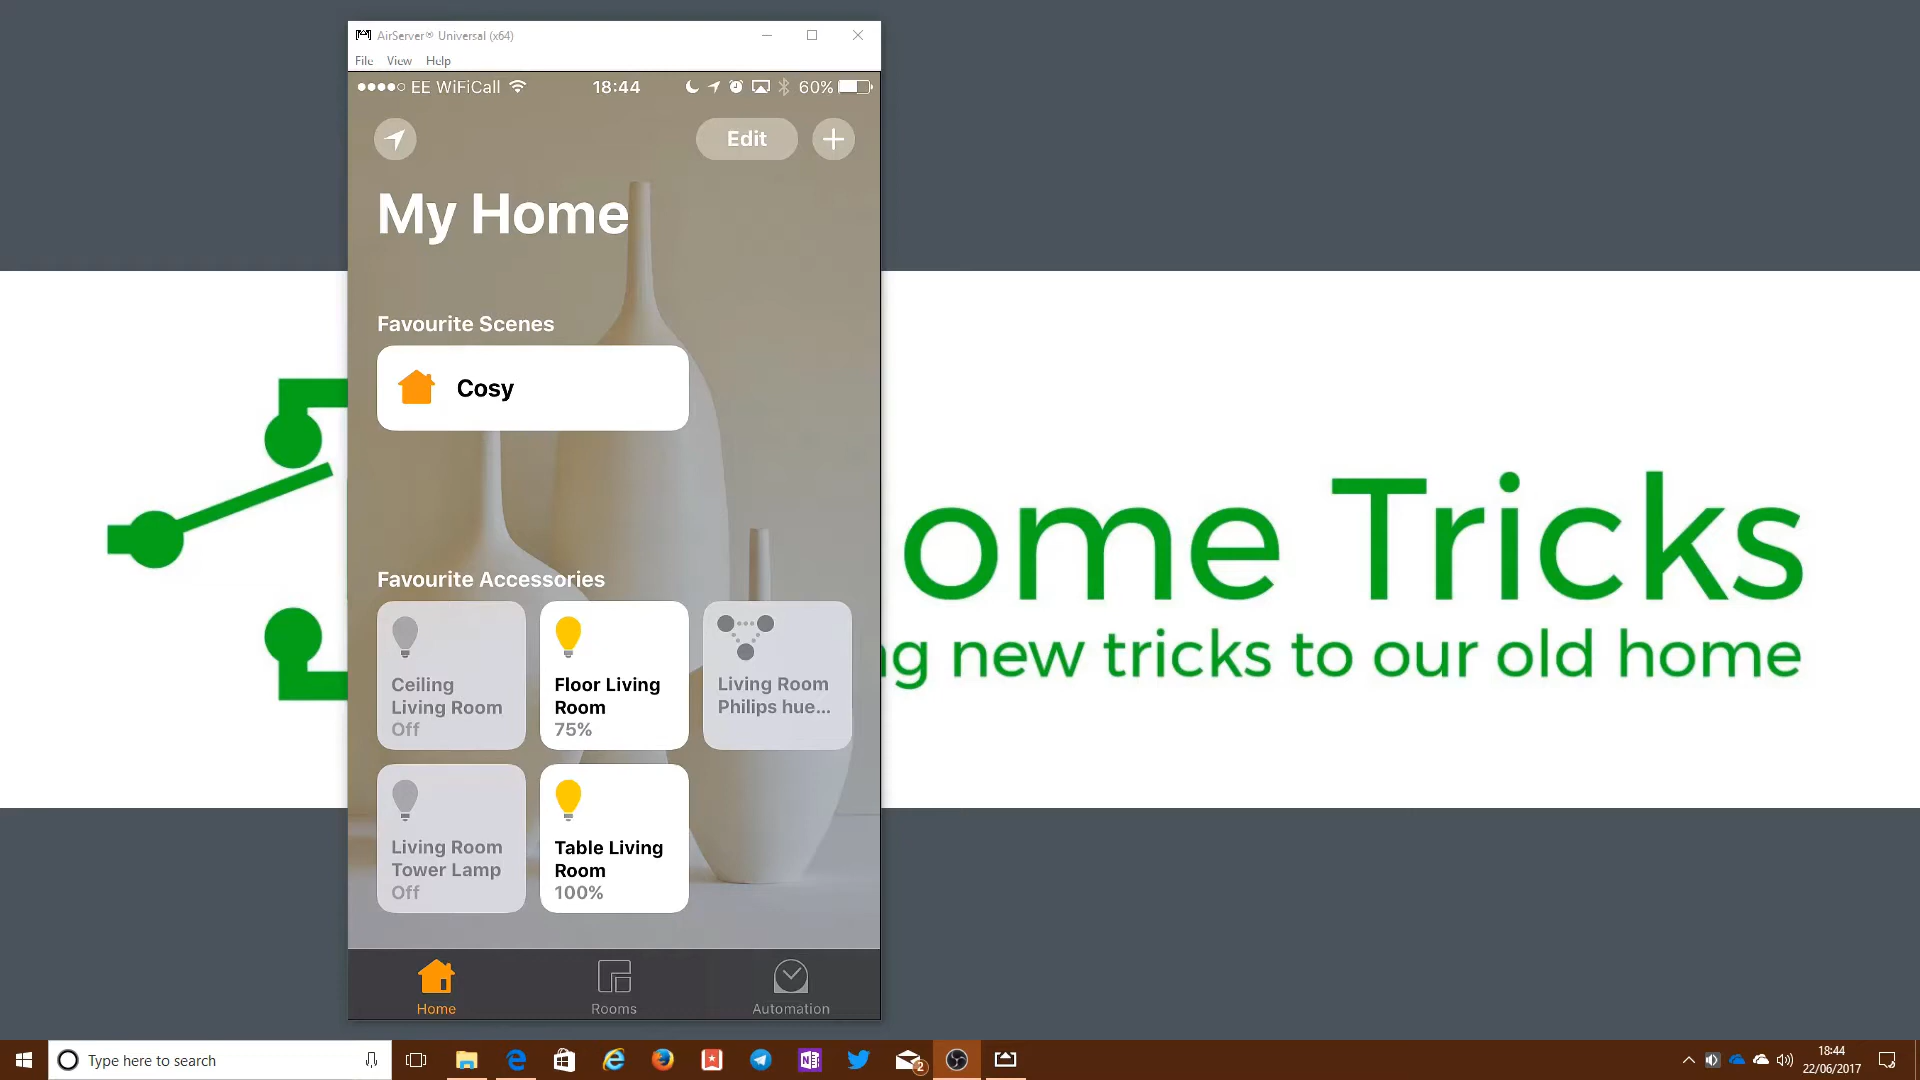 AirServer® Universal (x64)
File View Help
EE WiFiCall 18:44 60%
Edit
My Home
Favourite Scenes
Cosy
Favourite Accessories
Ceiling
Living Room
Off
Floor Living
Room
75%
Living Room
Philips hue...
Living Room
Tower Lamp
Off
Table Living
Room
100%
Home Rooms Automation
ome Tricks
g new tricks to our old home
Type here to search
2
18:44
22/06/2017